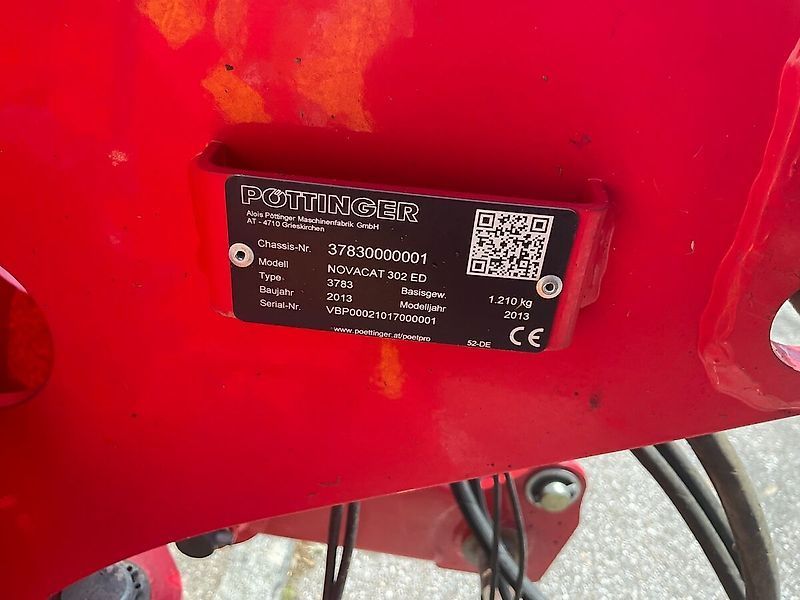 PÖTTINGER
Alois Pöttinger Maschinenfabrik GmbH
AT - 4710 Grieskirchen
Chassis-Nr. 37830000001
Modell NOVACAT 302 ED
Type 3783 Basisgew. 1.210 kg
Baujahr 2013 Modelljahr 2013
Serial-Nr. VBP00021017000001
www.poettinger.at/poetpro 52-DE CE